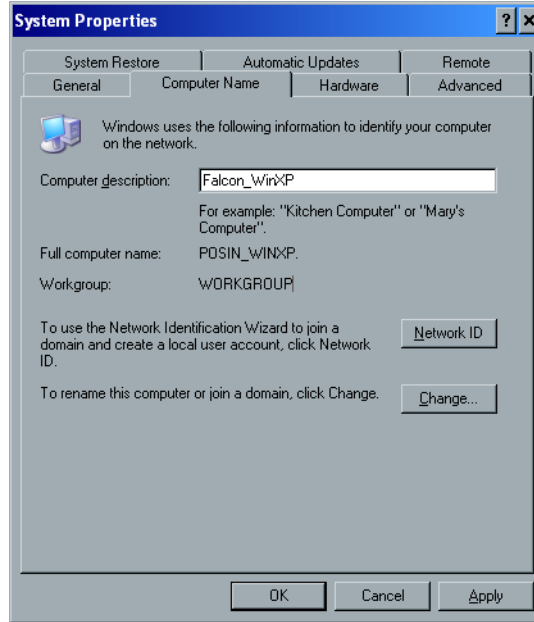 System Properties
System Restore Automatic Updates Remote
General Computer Name Hardware Advanced
Windows uses the following information to identify your computer
on the network.
Computer description: Falcon_WinXP
For example: "Kitchen Computer" or "Mary's
Computer".
Full computer name: POSIN_WINXP.
Workgroup: WORKGROUP
To use the Network Identification Wizard to join a
domain and create a local user account, click Network
ID.
Network ID
To rename this computer or join a domain, click Change.
Change...
OK Cancel Apply